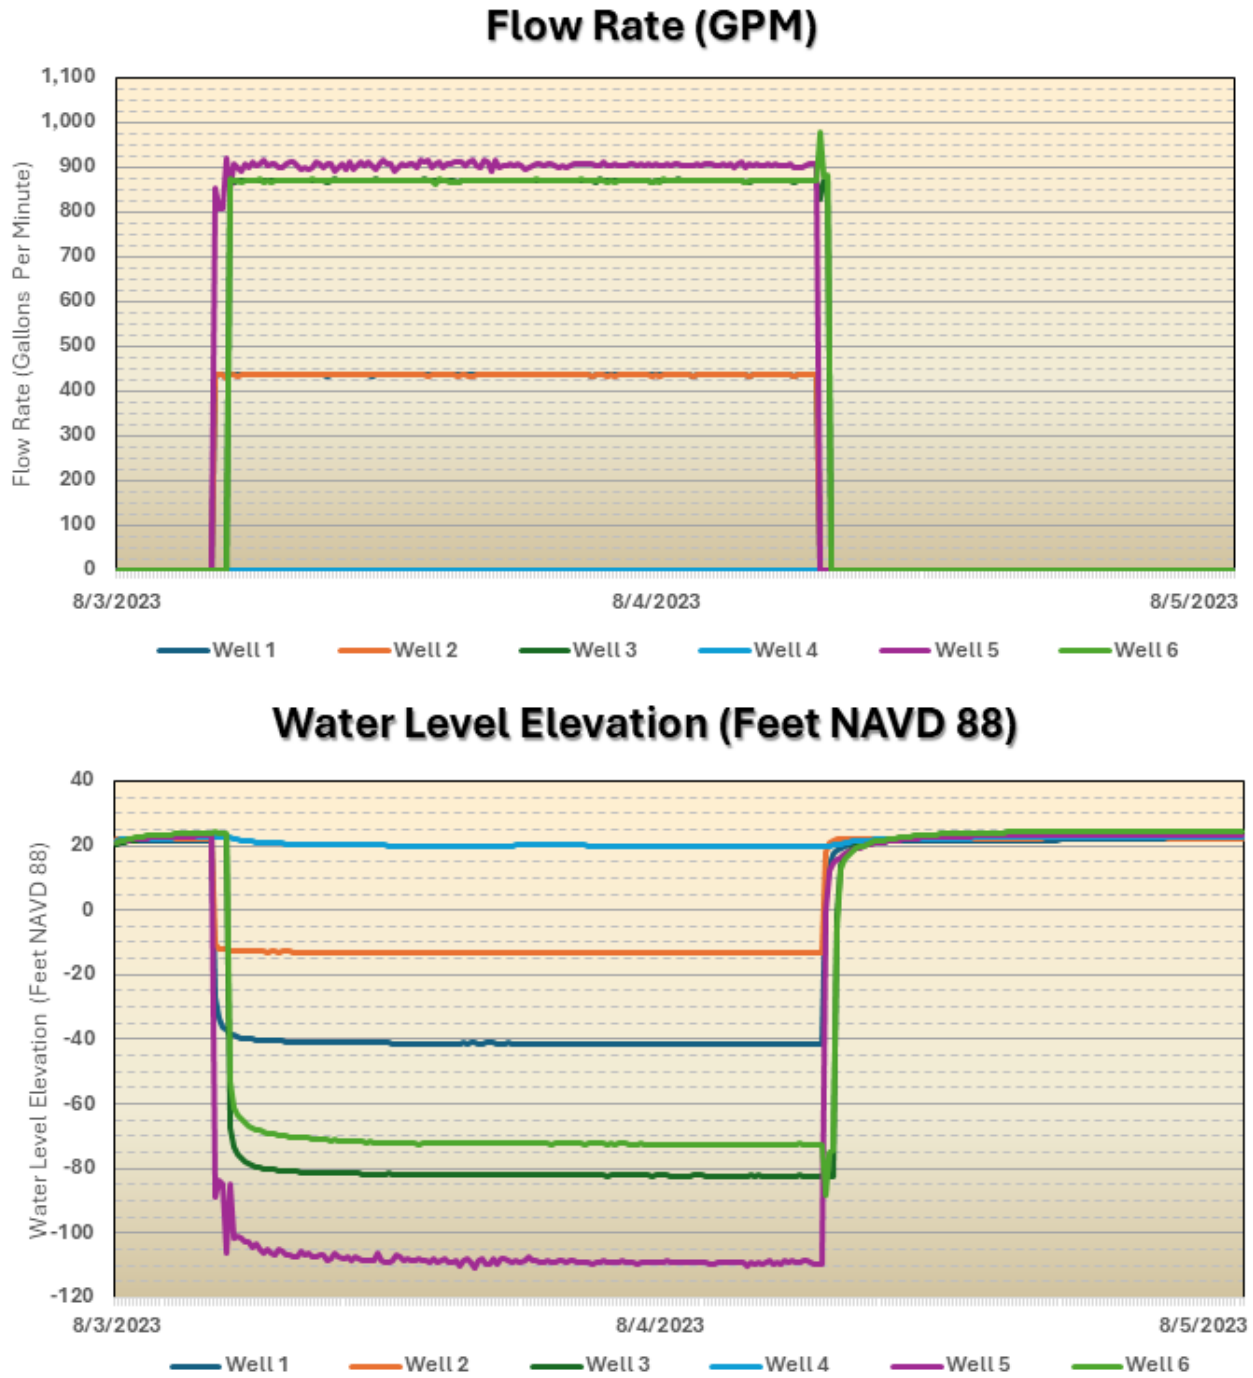 Flow Rate (GPM)
Flow Rate (Gallons Per Minute)
1,100
1,000
900
800
700
600
500
400
300
200
100
0
8/3/2023 8/4/2023 8/5/2023
Well 1 Well 2 Well 3 Well 4 Well 5 Well 6
Water Level Elevation (Feet NAVD 88)
Water Level Elevation (Feet NAVD 88)
40
20
0
-20
-40
-60
-80
-100
-120
8/3/2023 8/4/2023 8/5/2023
Well 1 Well 2 Well 3 Well 4 Well 5 Well 6